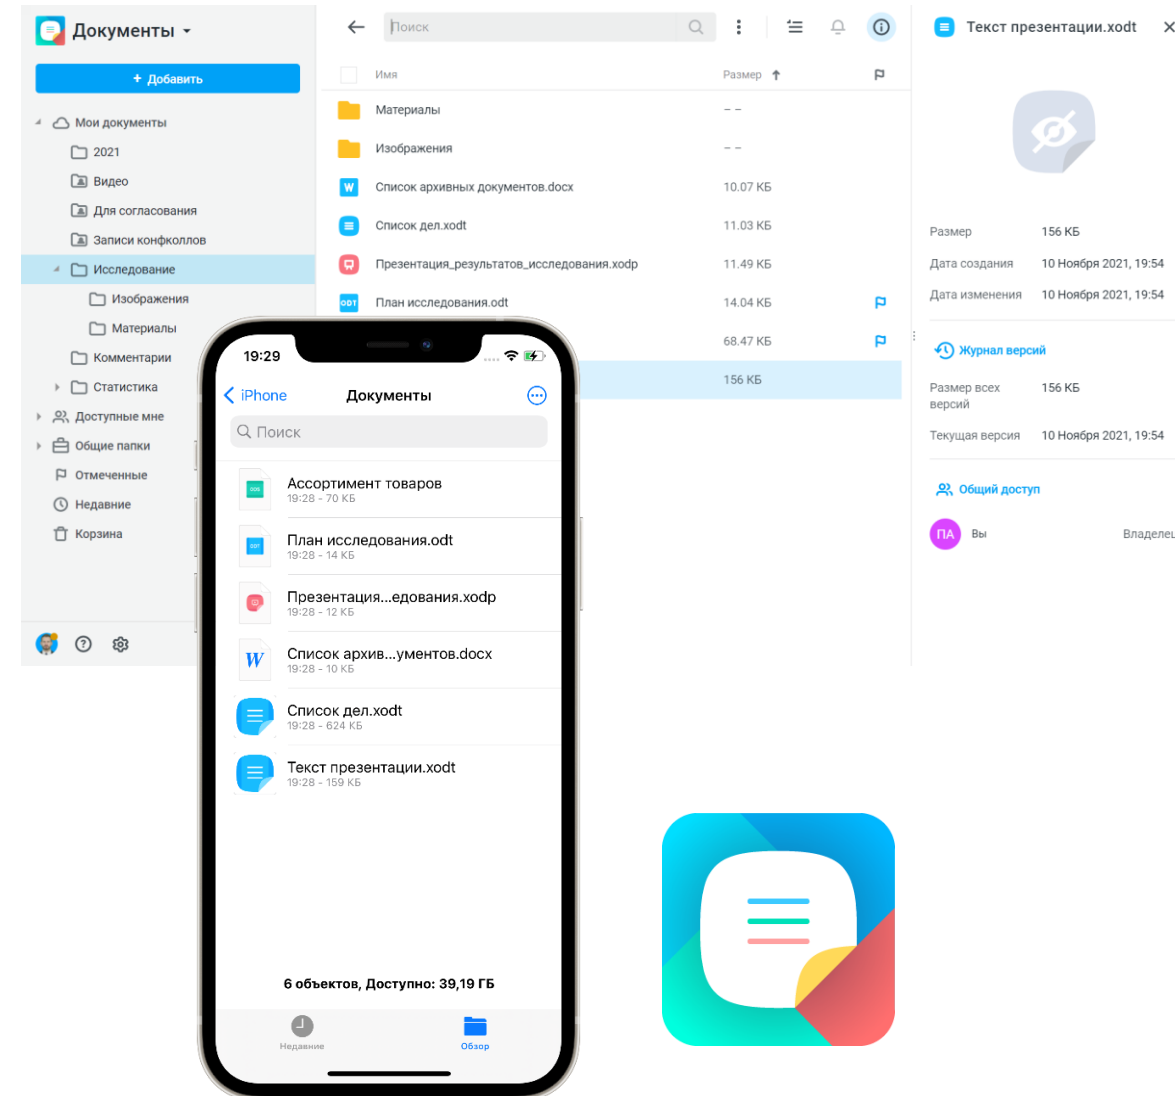 Документы
+ Добавить
Мои документы
2021
Видео
Для согласования
Записи конфколлов
Исследование
Изображения
Материалы
Комментарии
Статистика
Доступные мне
Общие папки
Отмеченные
Недавние
Корзина
Поиск
Имя Размер
Материалы – –
Изображения – –
W Список архивных документов.docx 10.07 КБ
Список дел.xodt 11.03 КБ
Презентация_результатов_исследования.xodp 11.49 КБ
ODT План исследования.odt 14.04 КБ
68.47 КБ
156 КБ
Текст презентации.xodt
Размер 156 КБ
Дата создания 10 Ноября 2021, 19:54
Дата изменения 10 Ноября 2021, 19:54
Журнал версий
Размер всех 156 КБ
версий
Текущая версия 10 Ноября 2021, 19:54
Общий доступ
ПА Вы Владелец
19:29
iPhone Документы
Поиск
ODS Ассортимент товаров
19:28 – 70 КБ
ODT План исследования.odt
19:28 – 14 КБ
Презентация...едования.xodp
19:28 – 12 КБ
W Список архив...ументов.docx
19:28 – 10 КБ
Список дел.xodt
19:28 – 624 КБ
Текст презентации.xodt
19:28 – 159 КБ
6 объектов, Доступно: 39,19 ГБ
Недавние Обзор